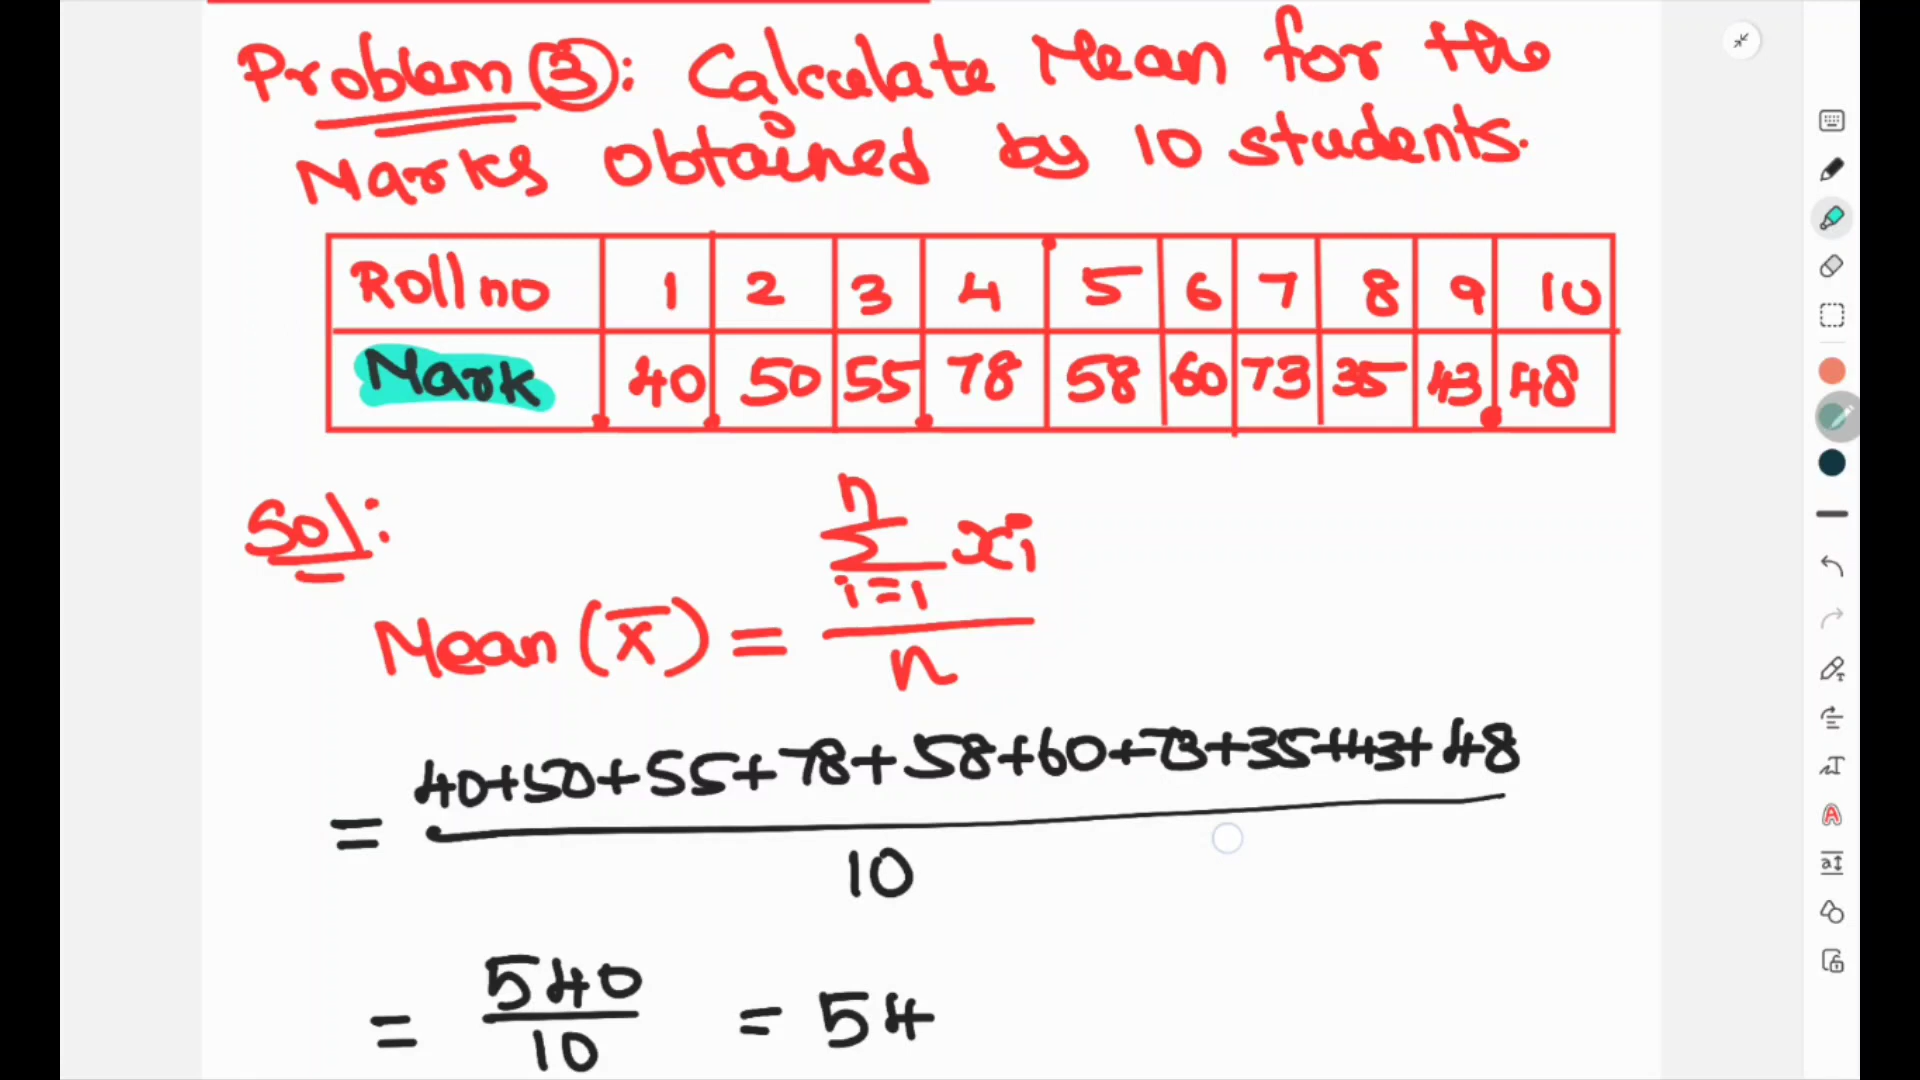 Problem ③: Calculate Mean for the
Marks obtained by 10 students.
Roll no 1 2 3 4 5 6 7 8 9 10
Mark 40 50 55 78 58 60 73 35 43 48
Sol:
n
Σ xi
i=1
Mean (x̄) =
n
40+50+55+78+58+60+73+35+43+48
=
10
= 540 = 54
10